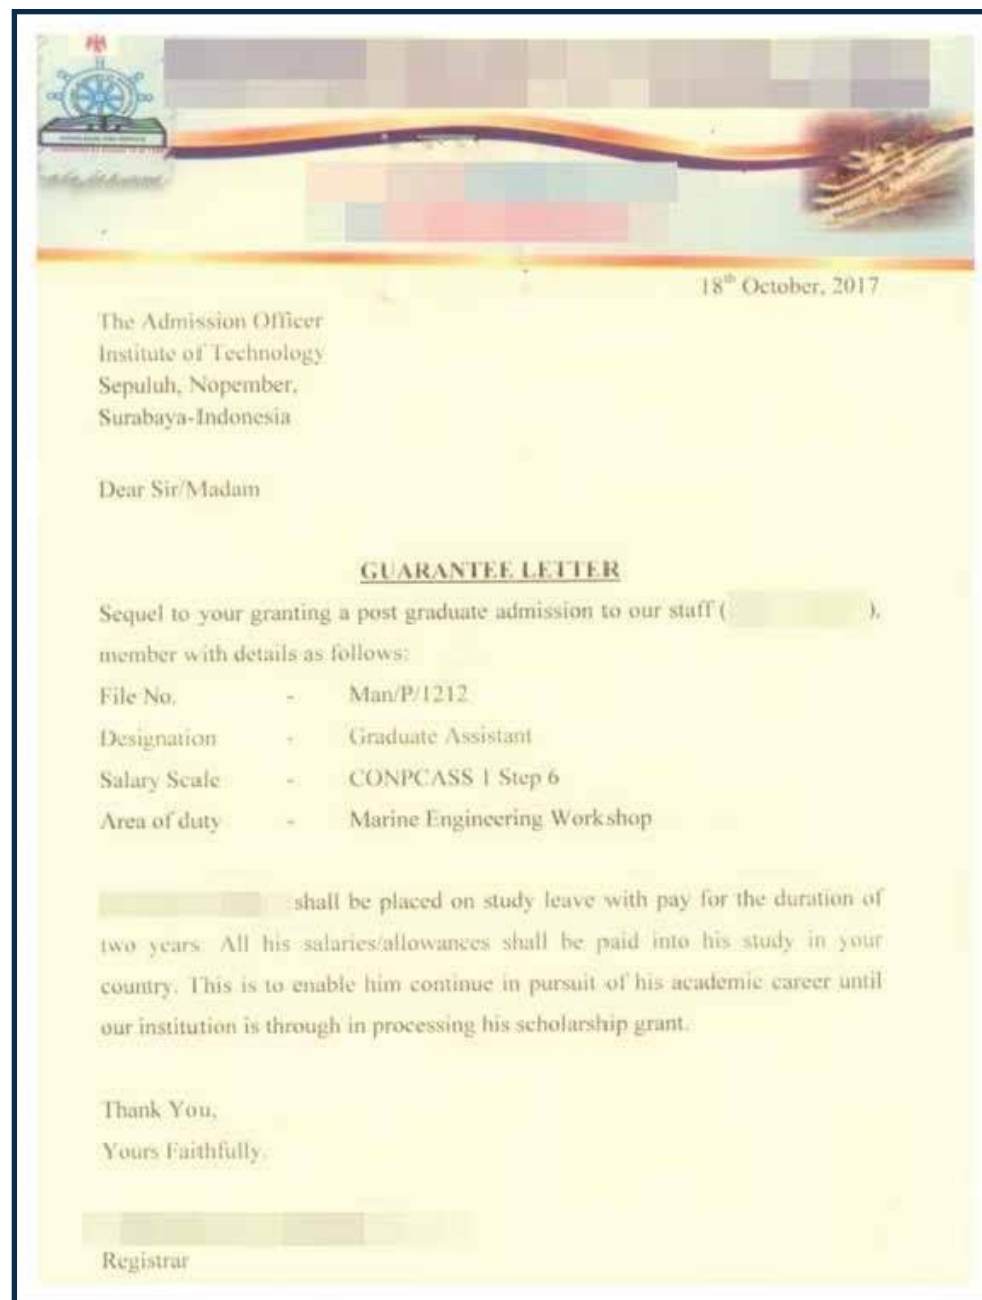 18th October, 2017
The Admission Officer
Institute of Technology
Sepuluh, Nopember,
Surabaya-Indonesia
Dear Sir/Madam
GUARANTEE LETTER
Sequel to your granting a post graduate admission to our staff ( ),
member with details as follows:
File No. - Man/P/1212
Designation - Graduate Assistant
Salary Scale - CONPCASS 1 Step 6
Area of duty - Marine Engineering Workshop
shall be placed on study leave with pay for the duration of
two years. All his salaries/allowances shall be paid into his study in your
country. This is to enable him continue in pursuit of his academic career until
our institution is through in processing his scholarship grant.
Thank You,
Yours Faithfully.
Registrar